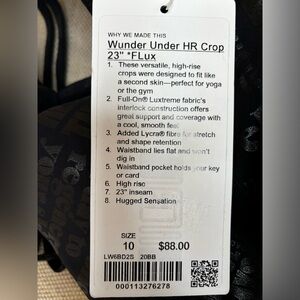 WHY WE MADE THIS
Wunder Under HR Crop
23" *FLux
1. These versatile, high-rise
crops were designed to fit like
a second skin—perfect for yoga
or the gym
2. Full-On® Luxtreme fabric's
interlock construction offers
great support and coverage with
a cool, smooth feel
3. Added Lycra® fibre for stretch
and shape retention
4. Waistband lies flat and won't
dig in
5. Waistband pocket holds your key
or card
6. High rise
7. 23" inseam
8. Hugged Sensation
SIZE
10 $88.00
LW6BD2S 20BB
000113276278